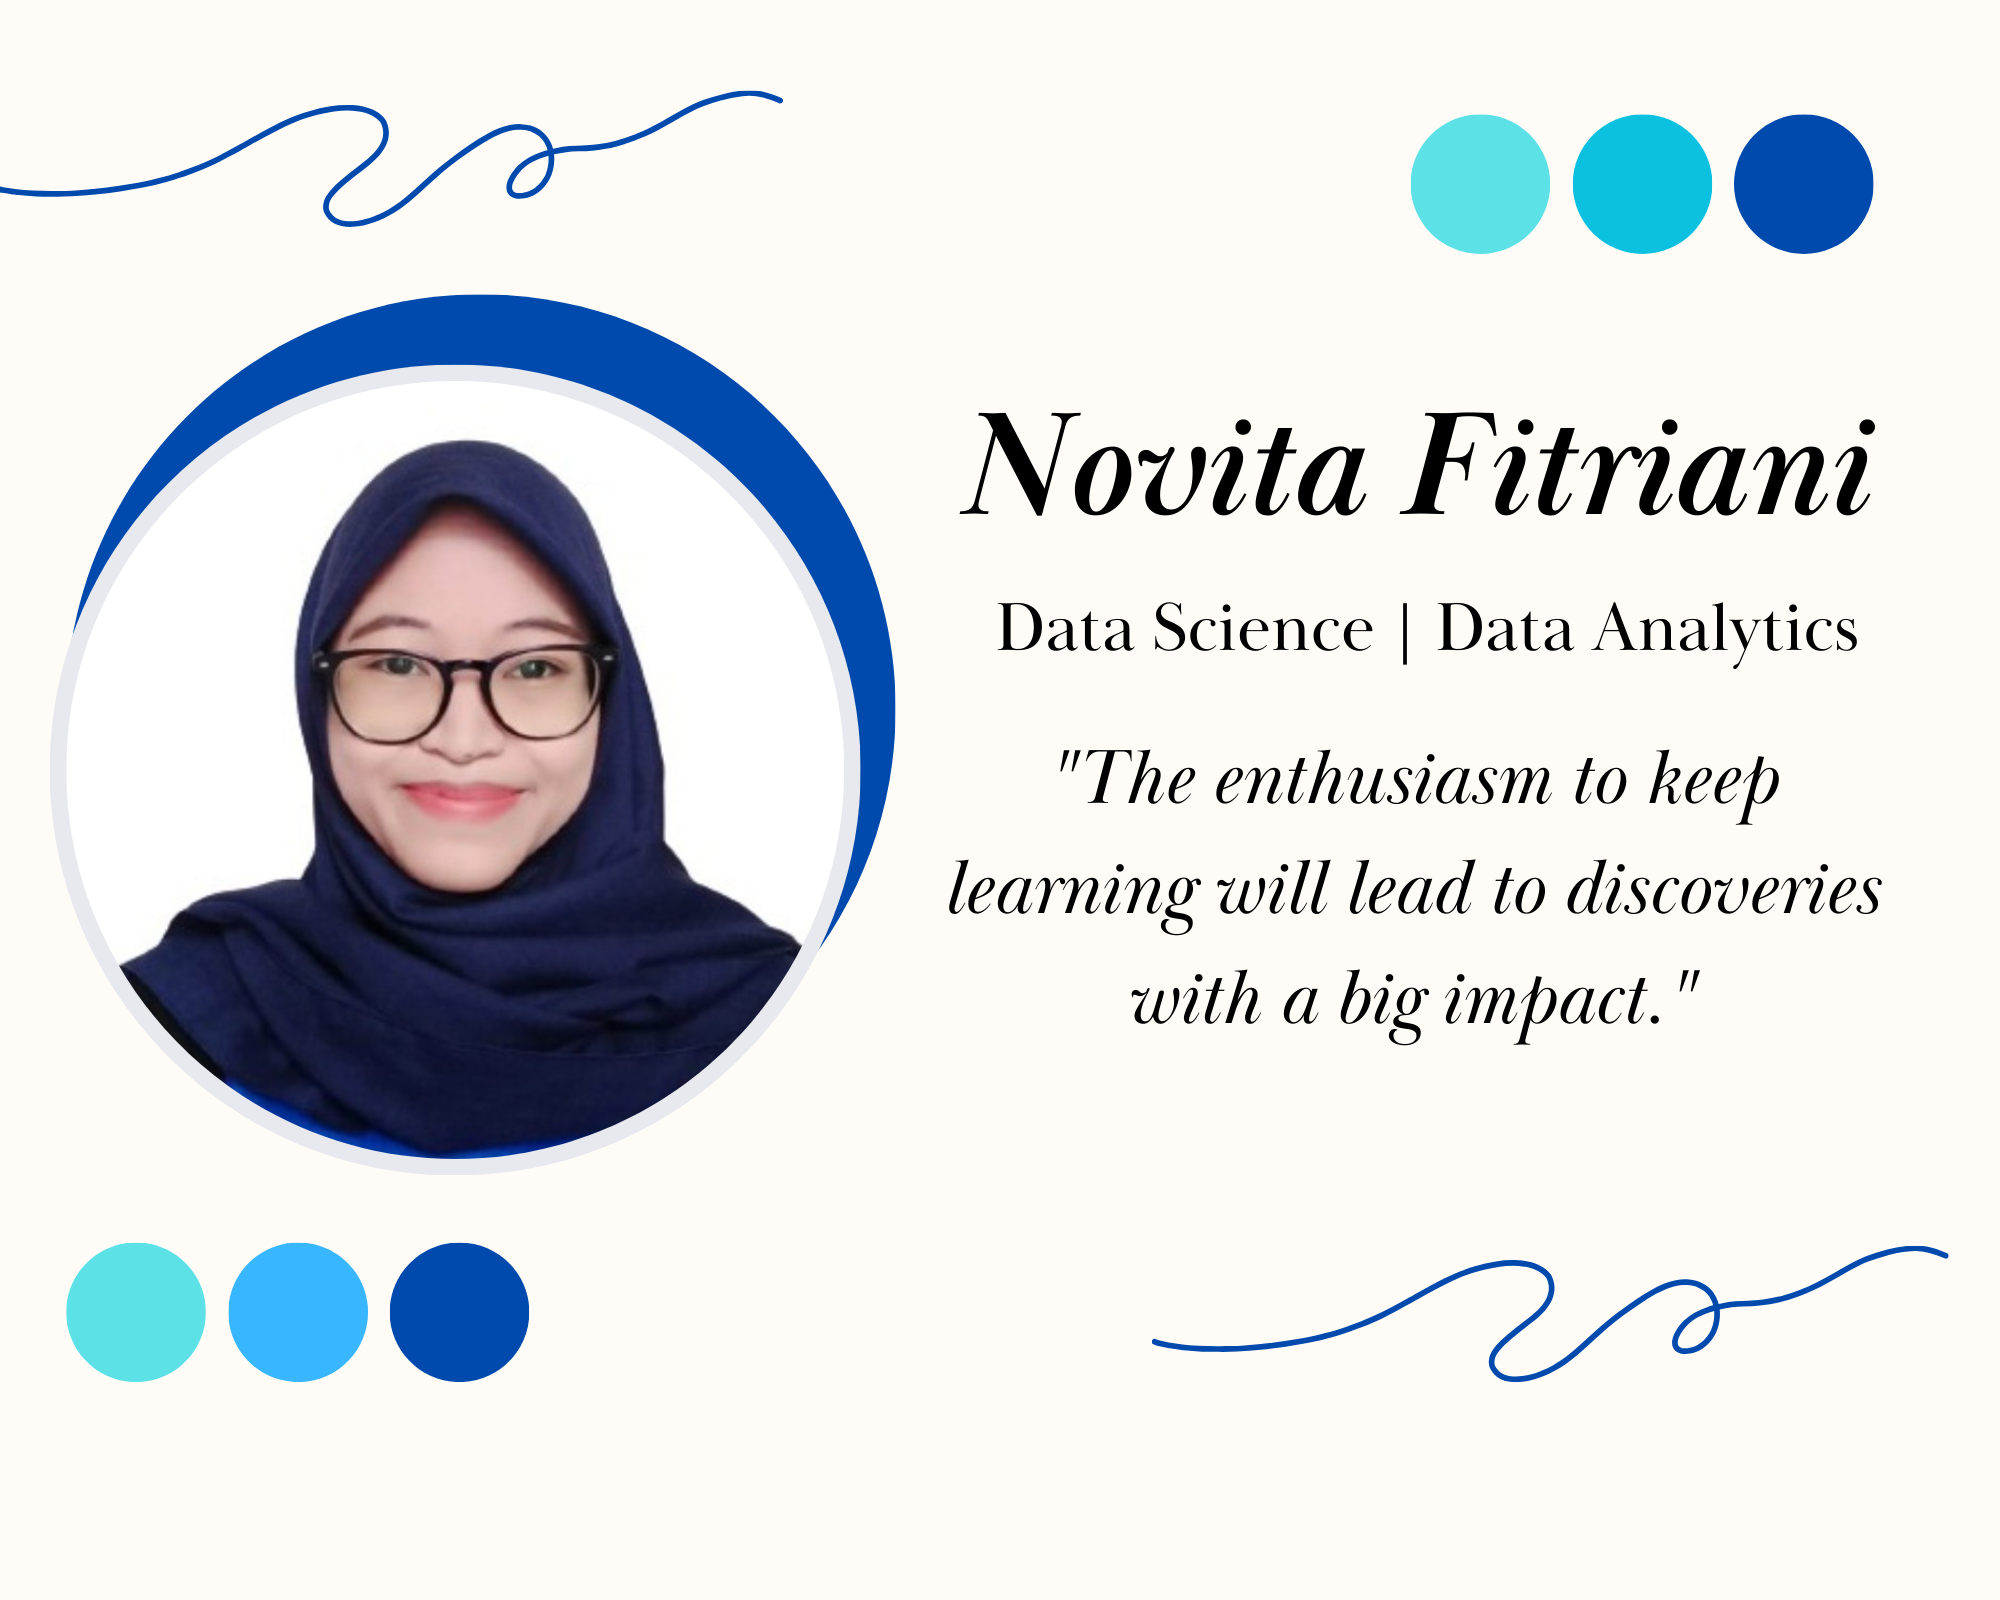 Novita Fitriani
Data Science | Data Analytics
"The enthusiasm to keep
learning will lead to discoveries
with a big impact."